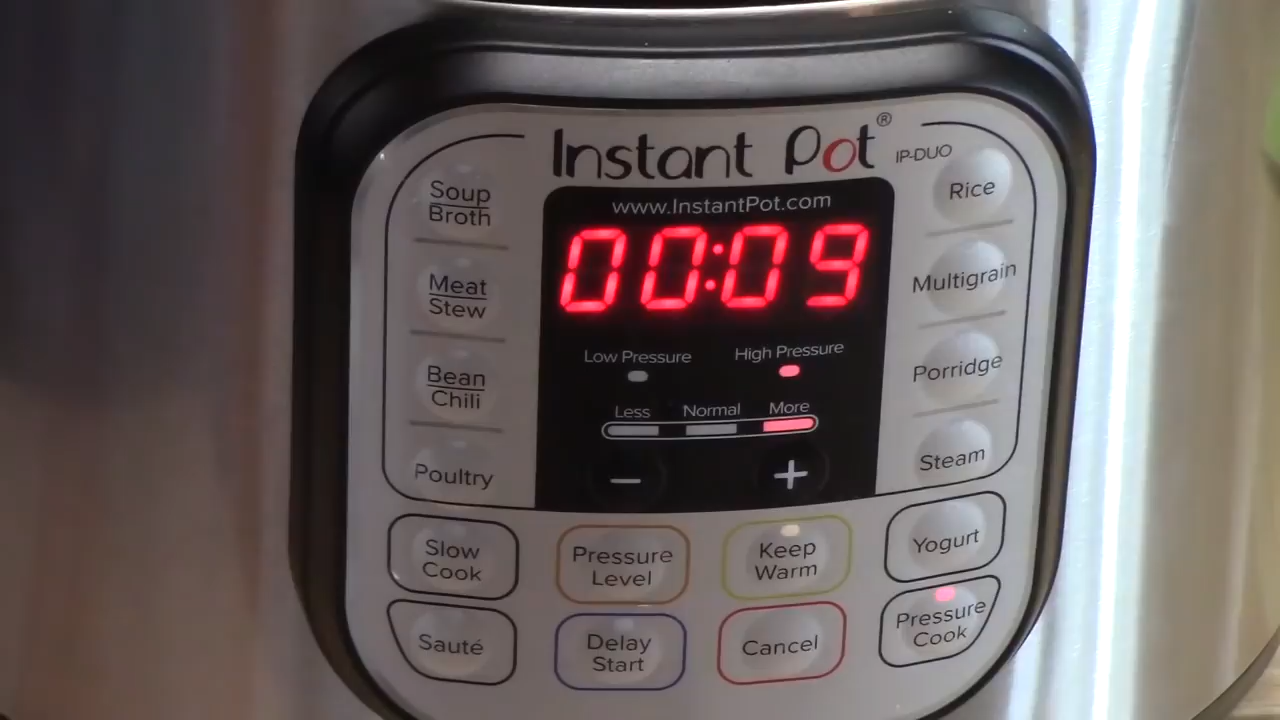 Instant Pot®
IP-DUO
www.InstantPot.com
00:09
Low Pressure
High Pressure
Less
Normal
More
−
+
Soup
Broth
Meat
Stew
Bean
Chili
Poultry
Rice
Multigrain
Porridge
Steam
Slow
Cook
Pressure
Level
Keep
Warm
Yogurt
Sauté
Delay
Start
Cancel
Pressure
Cook